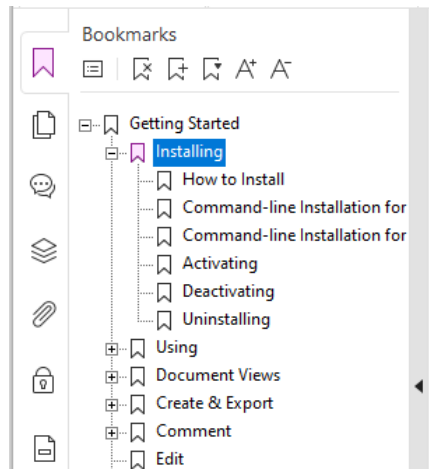 Bookmarks
A+ A-
Getting Started
Installing
How to Install
Command-line Installation for
Command-line Installation for
Activating
Deactivating
Uninstalling
Using
Document Views
Create & Export
Comment
Edit